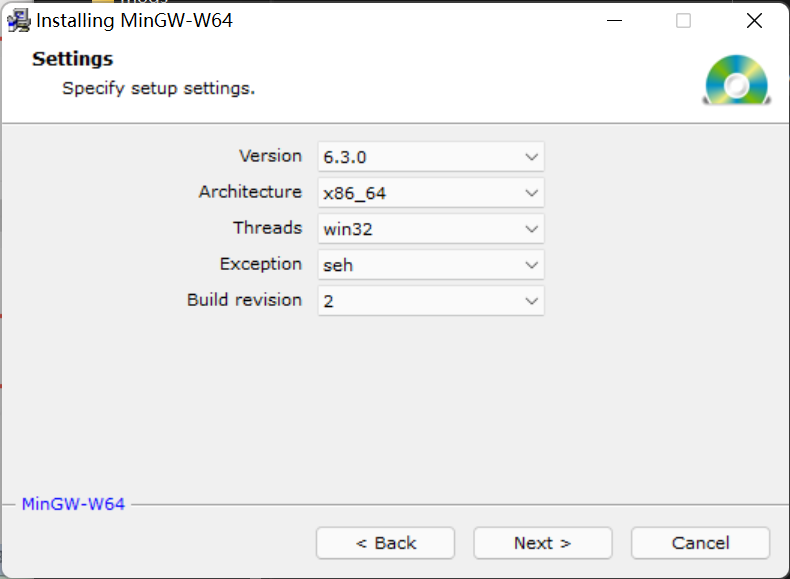 Installing MinGW-W64
Settings
Specify setup settings.
Version 6.3.0
Architecture x86_64
Threads win32
Exception seh
Build revision 2
MinGW-W64
< Back Next > Cancel